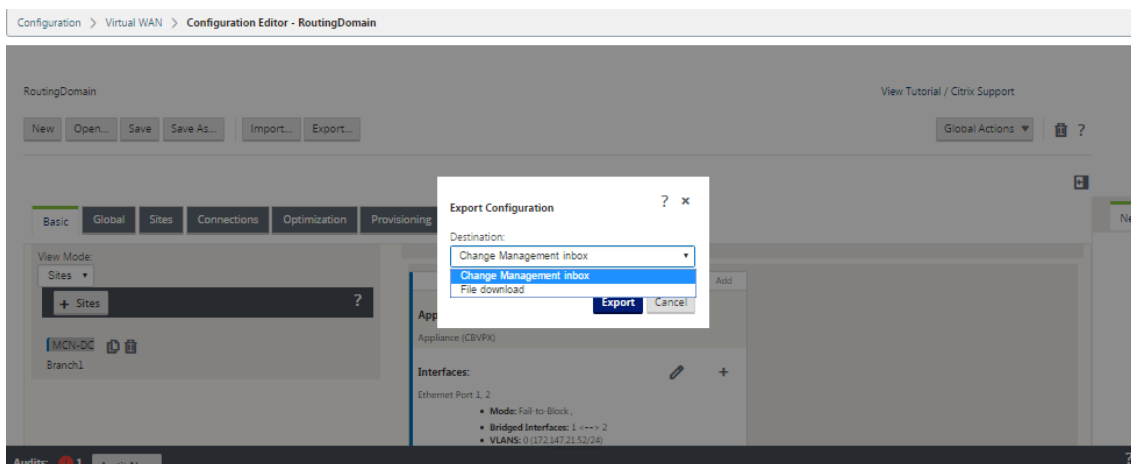 Configuration > Virtual WAN > Configuration Editor - RoutingDomain
RoutingDomain
View Tutorial / Citrix Support
New Open... Save Save As... Import... Export...
Global Actions ▼ ?
Basic Global Sites Connections Optimization Provisioning
Ne
View Mode:
Sites ▼
+ Sites ?
MCN-DC
Branch1
Export Configuration ? ×
Destination:
Change Management inbox ▼
Change Management inbox
File download
Export Cancel
Add
App
Appliance (CBVPX)
Interfaces: +
Ethernet Port 1, 2
• Mode: Fail-to-Block ,
• Bridged Interfaces: 1 <--> 2
• VLANS: 0 (172.147.21.52/24)
Audits: 1 ?